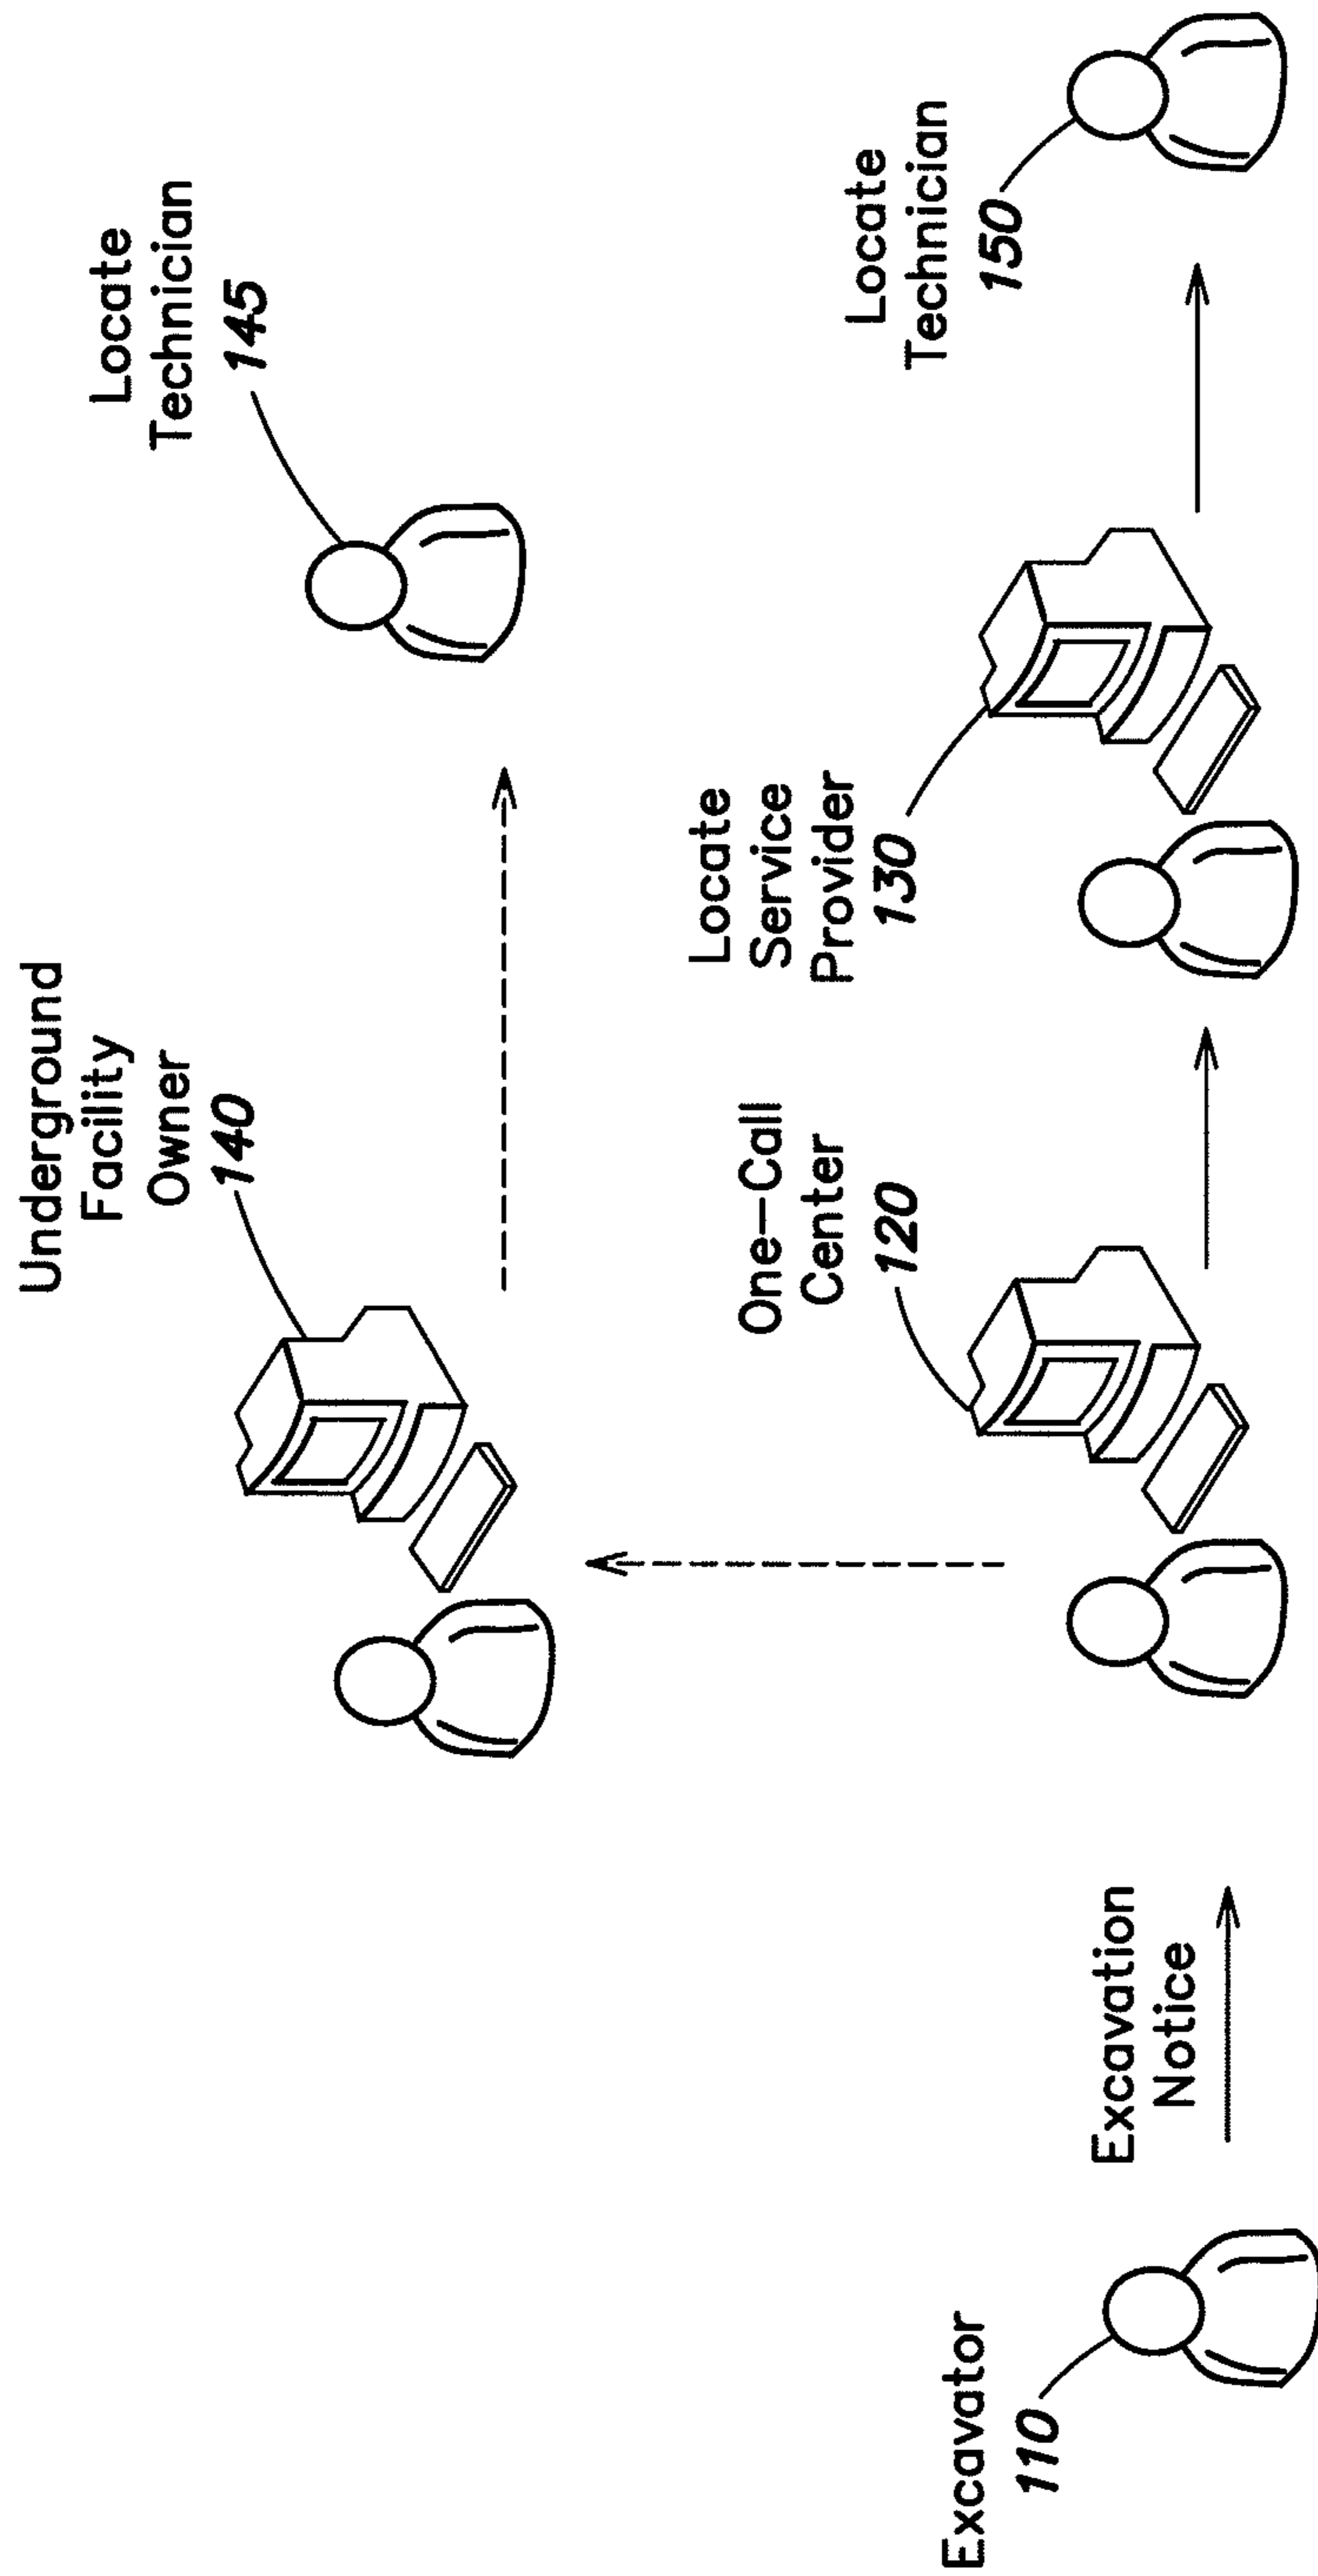 Underground
Facility
Owner
140
Locate
Technician
145
Excavator
110
Excavation
Notice
One—Call
Center
120
Locate
Service
Provider
130
Locate
Technician
150